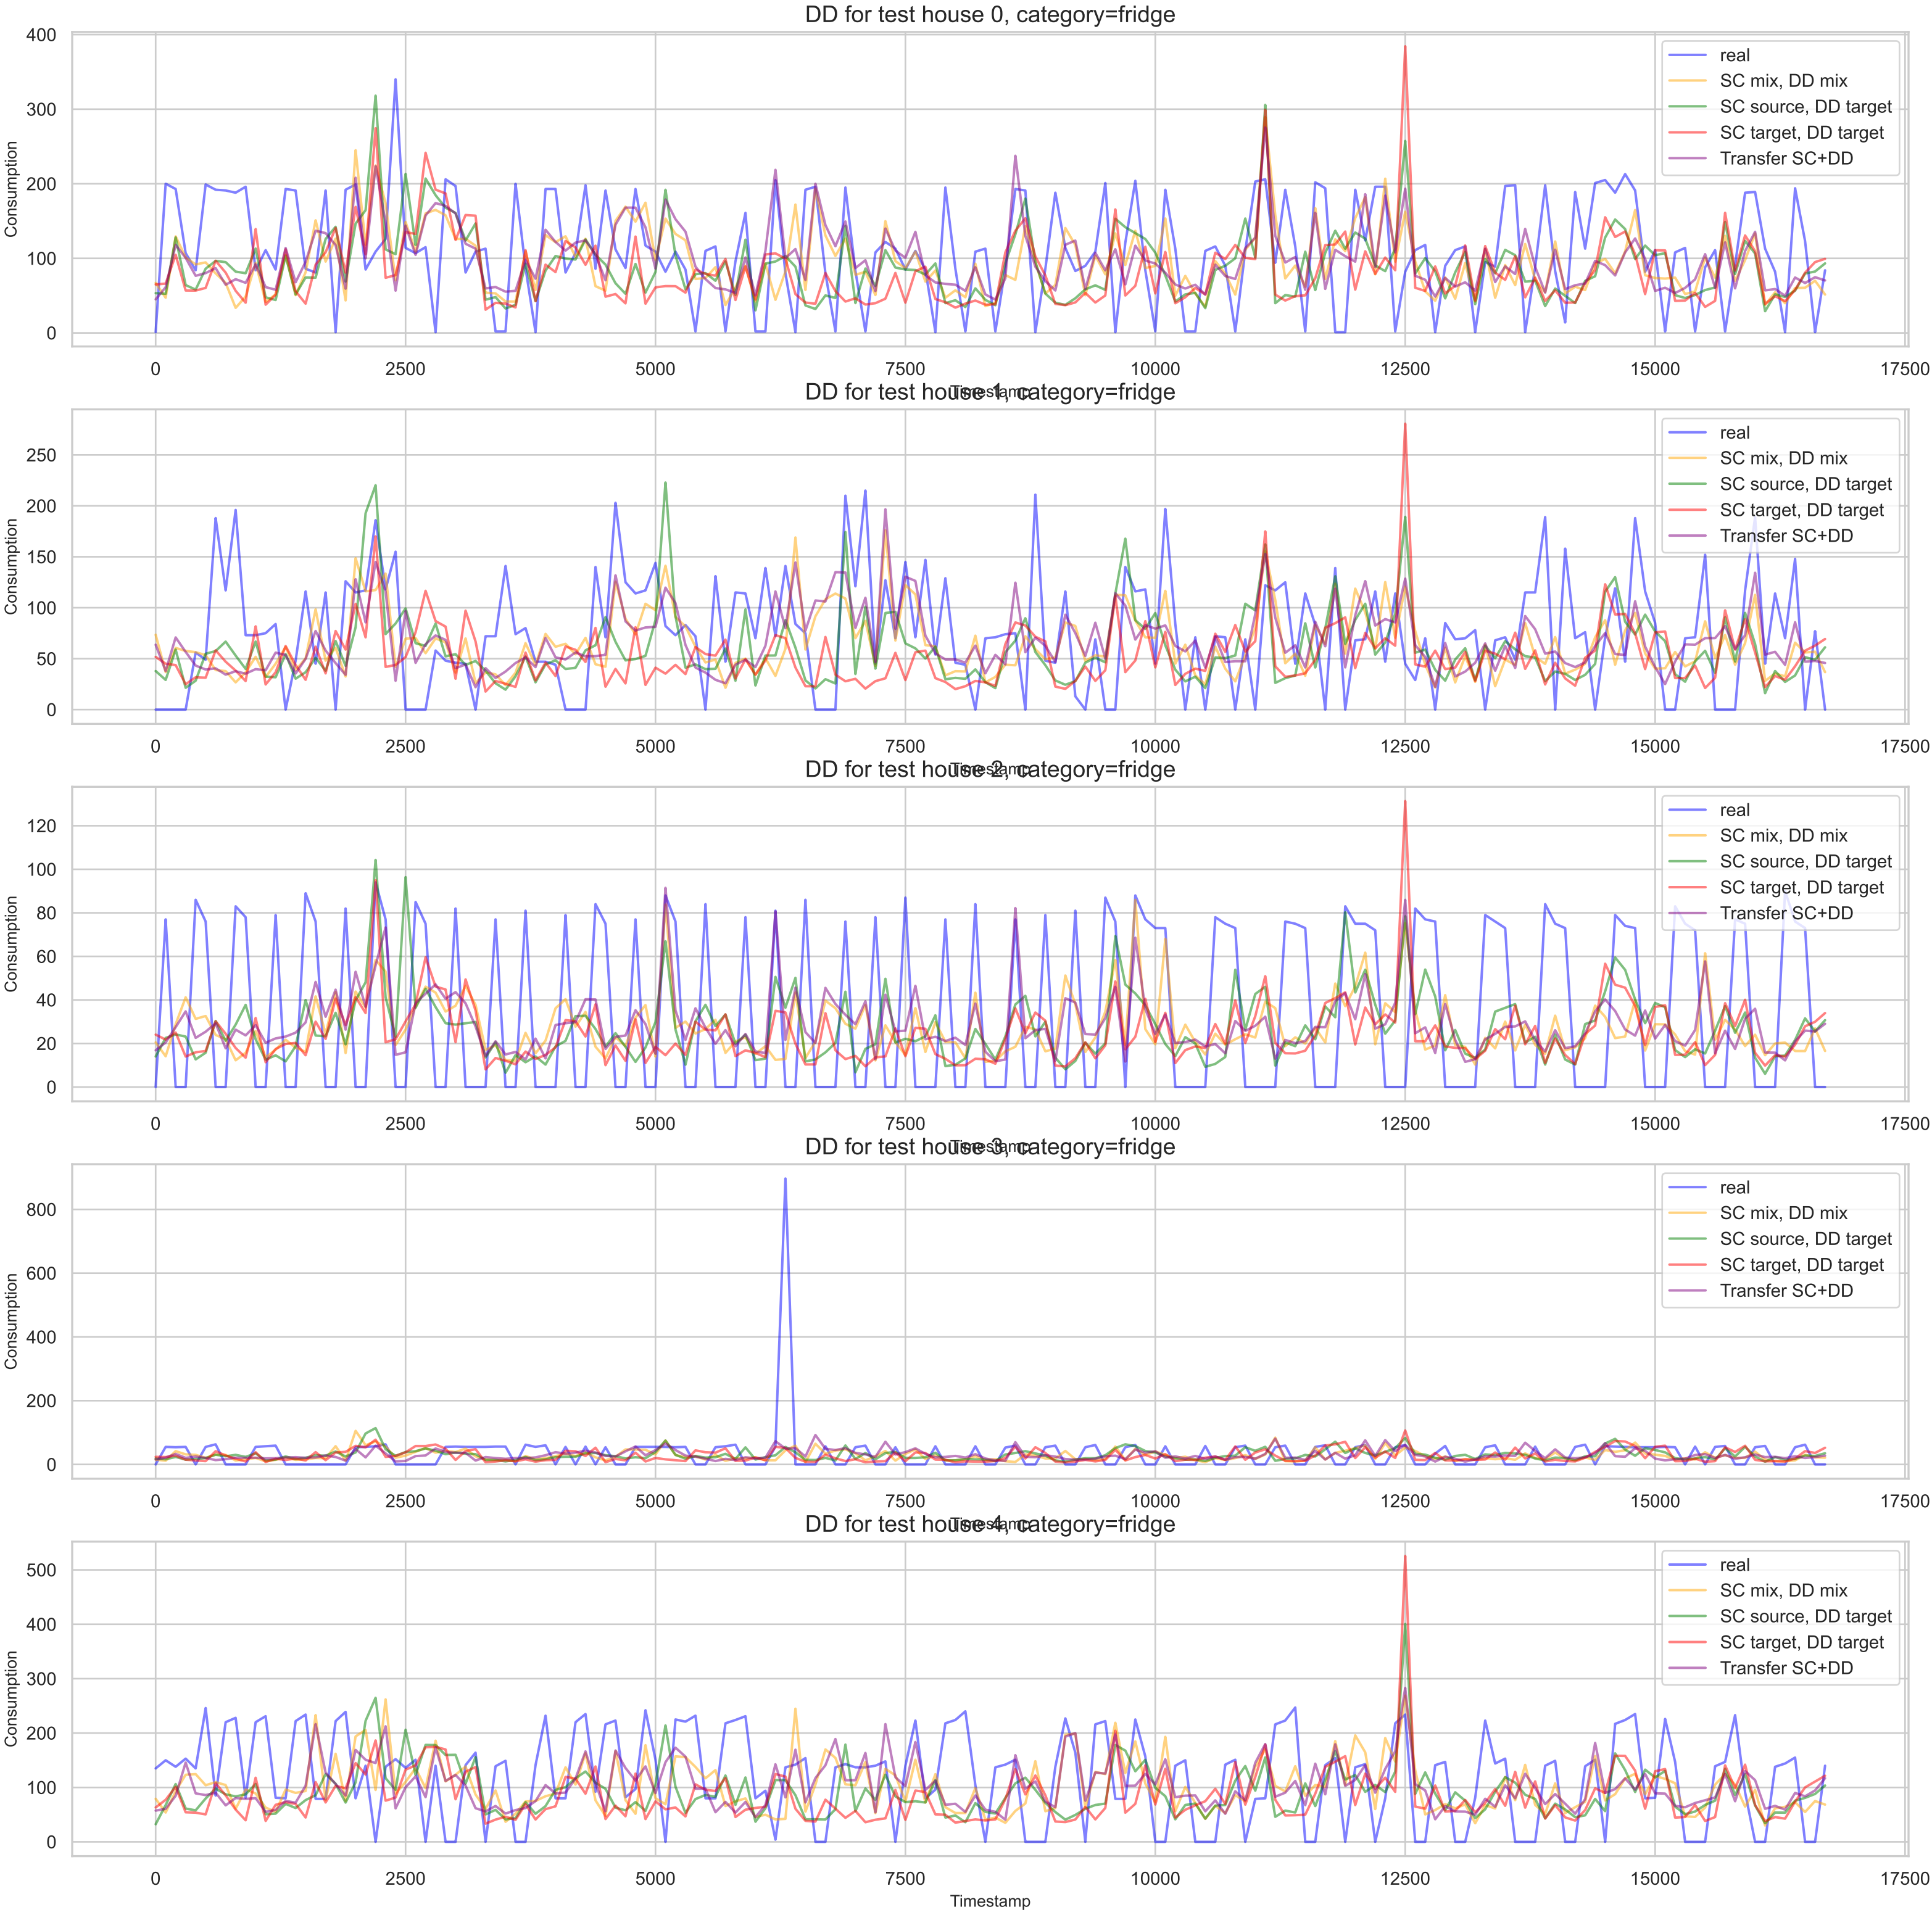 DD for test house 0, category=fridge
Consumption
400
300
200
100
0
real
SC mix, DD mix
SC source, DD target
SC target, DD target
Transfer SC+DD
0 2500 5000 7500 10000 12500 15000 17500
Timestamp
DD for test house 1, category=fridge
Consumption
250
200
150
100
50
0
real
SC mix, DD mix
SC source, DD target
SC target, DD target
Transfer SC+DD
0 2500 5000 7500 10000 12500 15000 17500
Timestamp
DD for test house 2, category=fridge
Consumption
120
100
80
60
40
20
0
real
SC mix, DD mix
SC source, DD target
SC target, DD target
Transfer SC+DD
0 2500 5000 7500 10000 12500 15000 17500
Timestamp
DD for test house 3, category=fridge
Consumption
800
600
400
200
0
real
SC mix, DD mix
SC source, DD target
SC target, DD target
Transfer SC+DD
0 2500 5000 7500 10000 12500 15000 17500
Timestamp
DD for test house 4, category=fridge
Consumption
500
400
300
200
100
0
real
SC mix, DD mix
SC source, DD target
SC target, DD target
Transfer SC+DD
0 2500 5000 7500 10000 12500 15000 17500
Timestamp